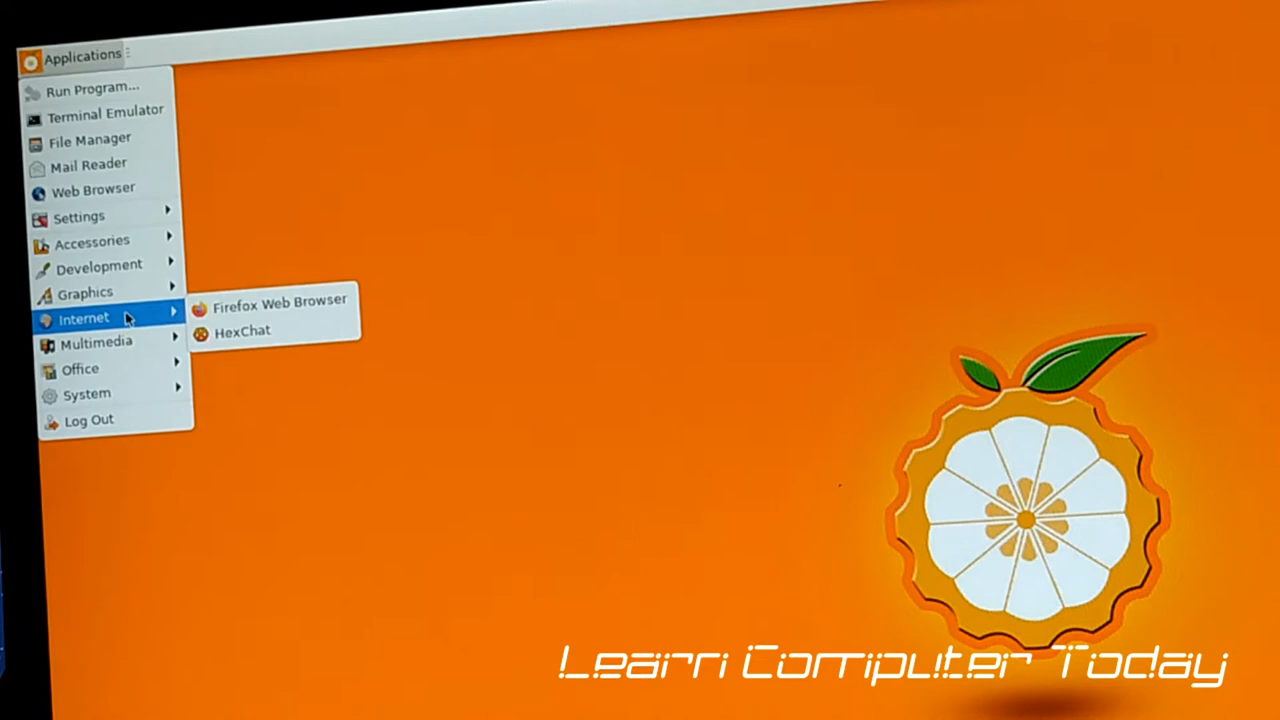 Applications
Run Program...
Terminal Emulator
File Manager
Mail Reader
Web Browser
Settings
Accessories
Development
Graphics
Internet
Firefox Web Browser
HexChat
Multimedia
Office
System
Log Out
Learn Computer Today